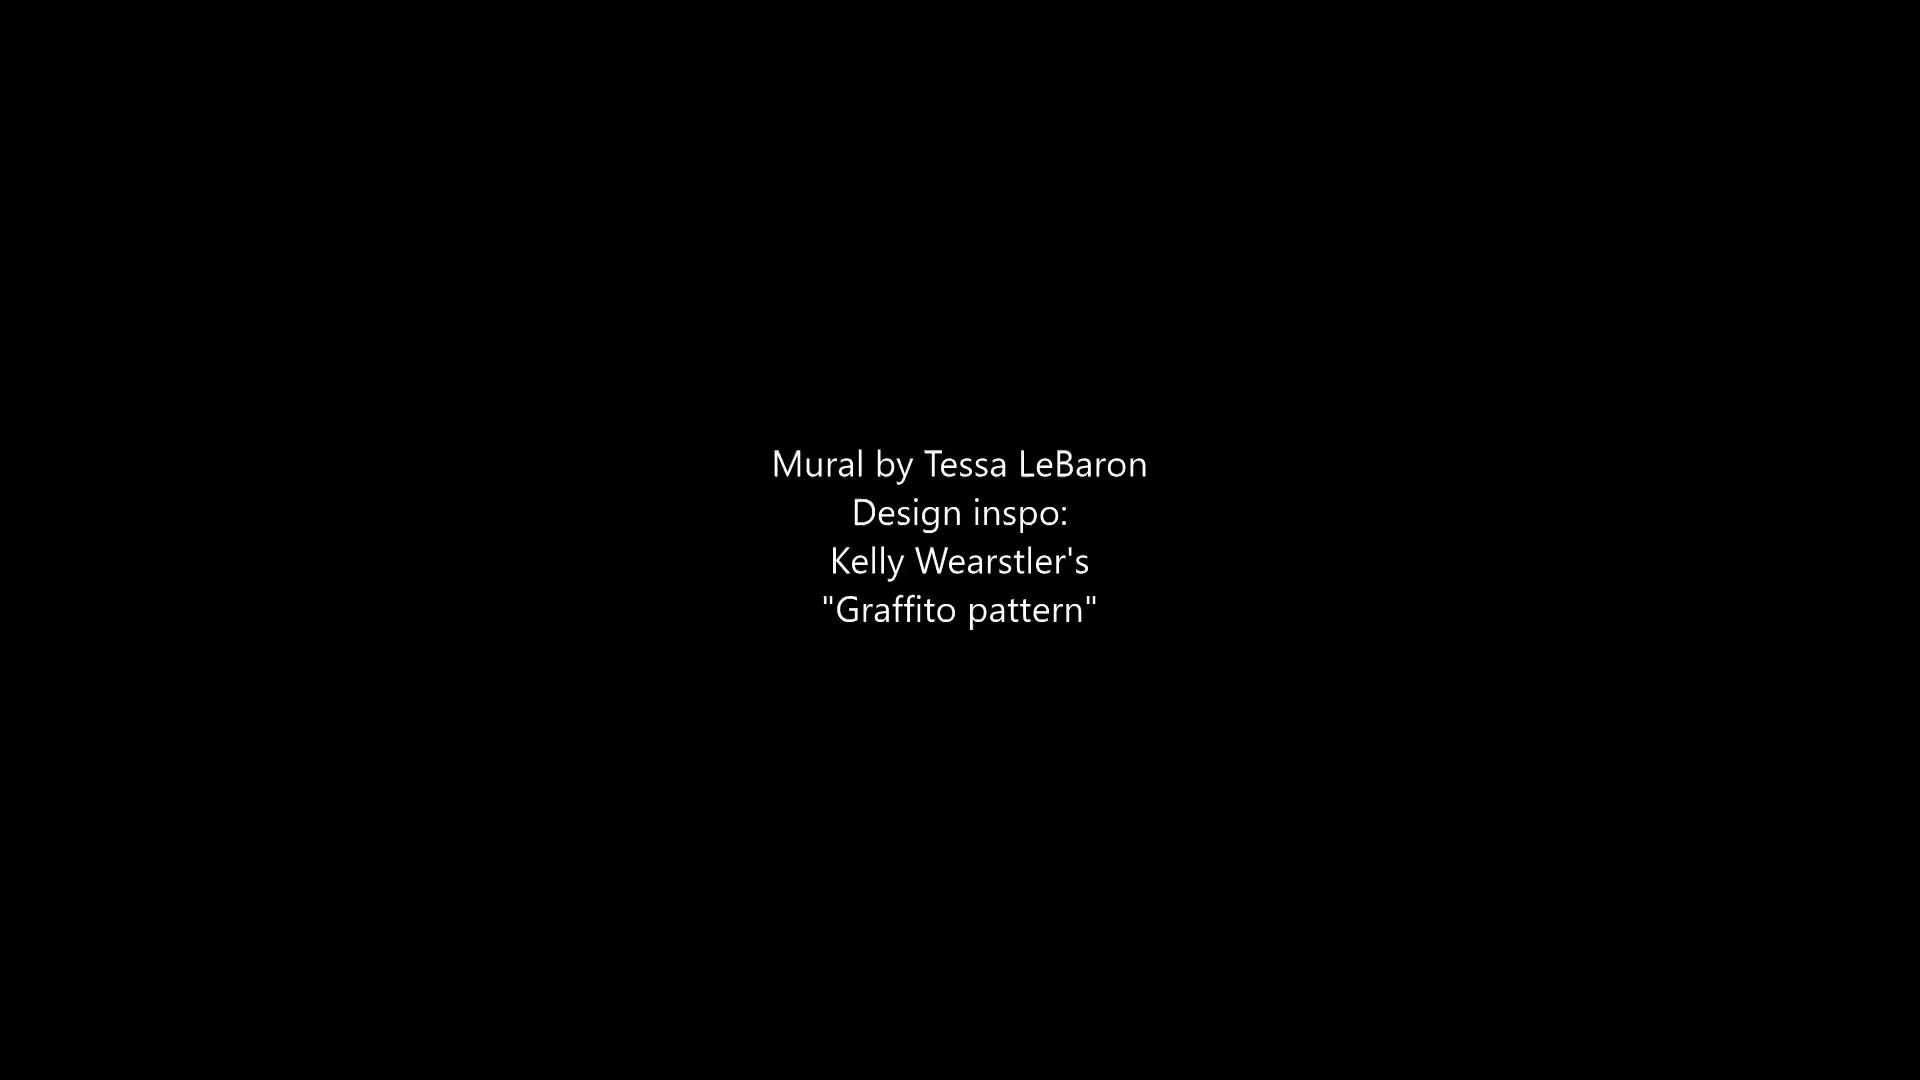 Mural by Tessa LeBaron
Design inspo:
Kelly Wearstler's
"Graffito pattern"